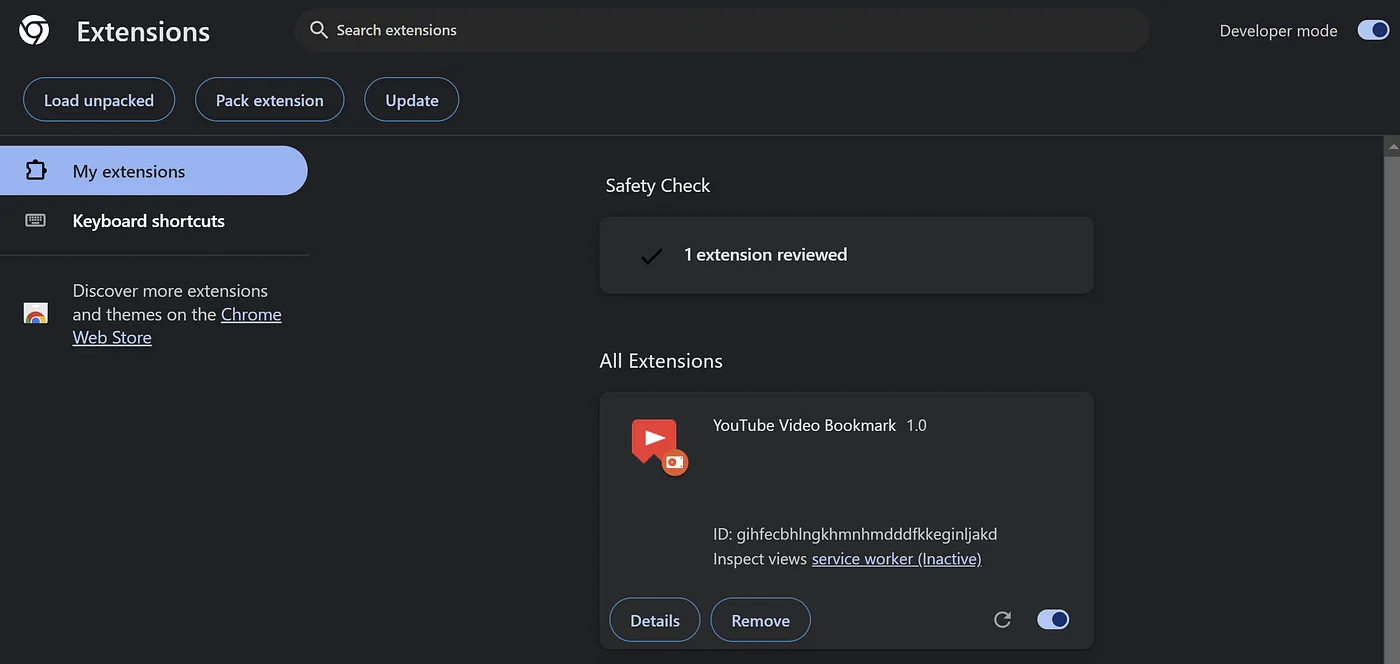 Extensions
Search extensions
Developer mode
Load unpacked
Pack extension
Update
My extensions
Keyboard shortcuts
Discover more extensions
and themes on the Chrome
Web Store
Safety Check
1 extension reviewed
All Extensions
YouTube Video Bookmark 1.0
ID: gihfecbhlngkhmnhmdddfkkeginljakd
Inspect views service worker (Inactive)
Details
Remove